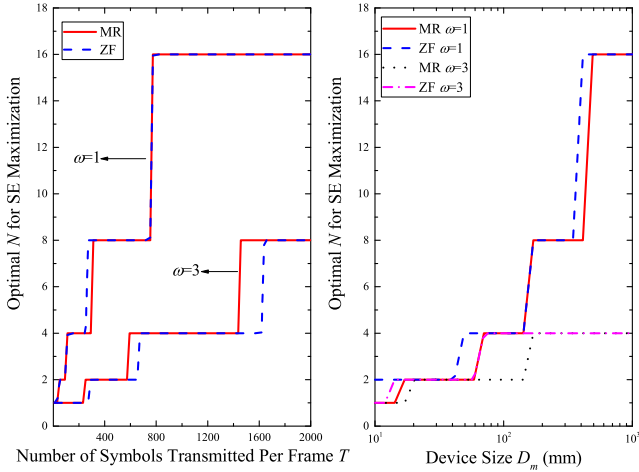 18
16
14
12
10
8
6
4
2
0
Optimal N for SE Maximization
MR
ZF
ω=1
ω=3
400
800
1200
1600
2000
Number of Symbols Transmitted Per Frame T
18
16
14
12
10
8
6
4
2
0
Optimal N for SE Maximization
MR ω=1
ZF ω=1
MR ω=3
ZF ω=3
10¹
10²
10³
Device Size Dₘ (mm)